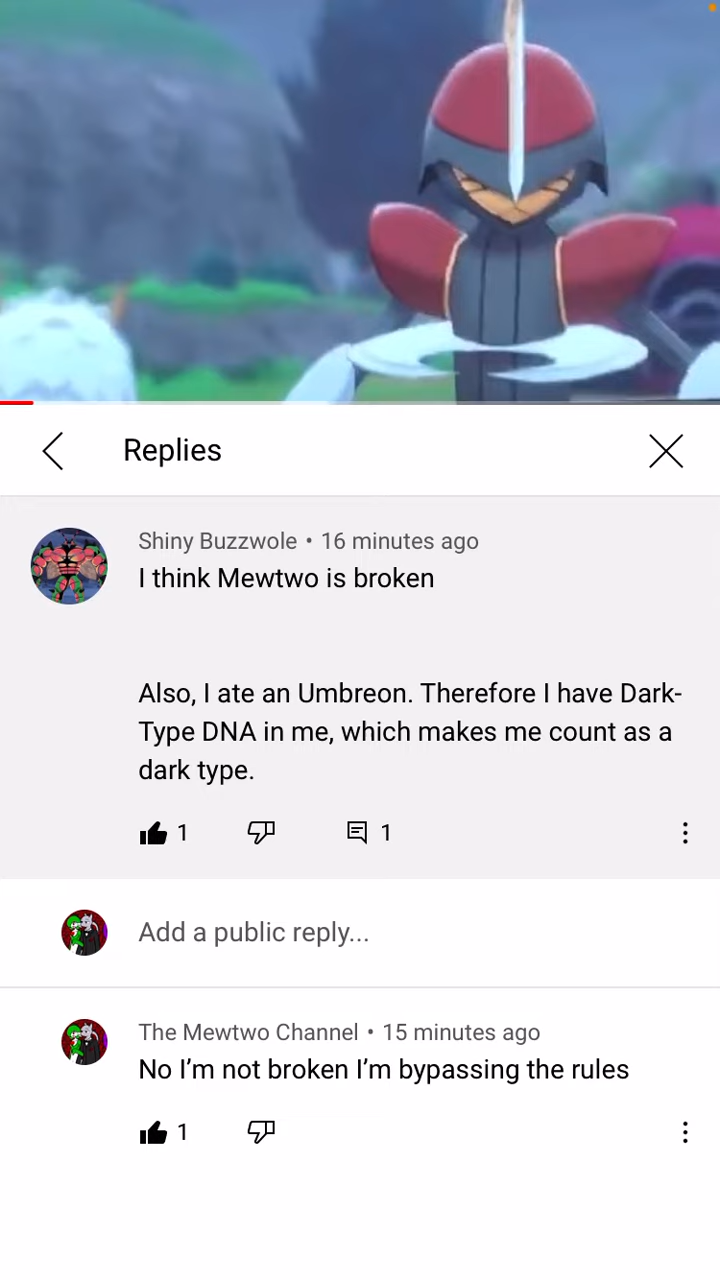 Replies
Shiny Buzzwole • 16 minutes ago
I think Mewtwo is broken
Also, I ate an Umbreon. Therefore I have Dark-
Type DNA in me, which makes me count as a
dark type.
1 1
Add a public reply...
The Mewtwo Channel • 15 minutes ago
No I’m not broken I’m bypassing the rules
1